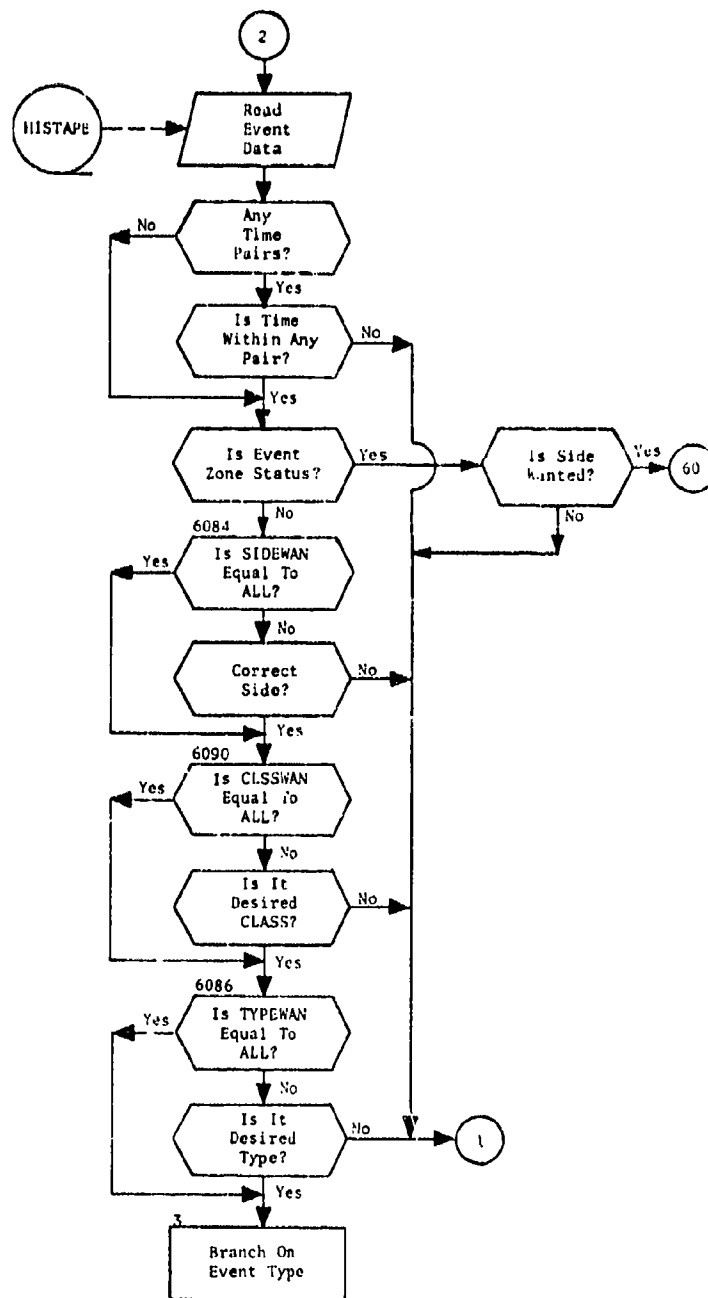 2
HISTAPE
Read
Event
Data
Any
Time
Pairs?
No
Yes
Is Time
Within Any
Pair?
No
Yes
Is Event
Zone Status?
Yes
Is Side
Wanted?
Yes
60
No
No
6084
Is SIDEWAN
Equal To
ALL?
Yes
No
Correct
Side?
No
Yes
6090
Is CLSSWAN
Equal To
ALL?
Yes
No
Is It
Desired
CLASS?
No
Yes
6086
Is TYPEWAN
Equal To
ALL?
Yes
No
Is It
Desired
Type?
No
1
Yes
3
Branch On
Event Type